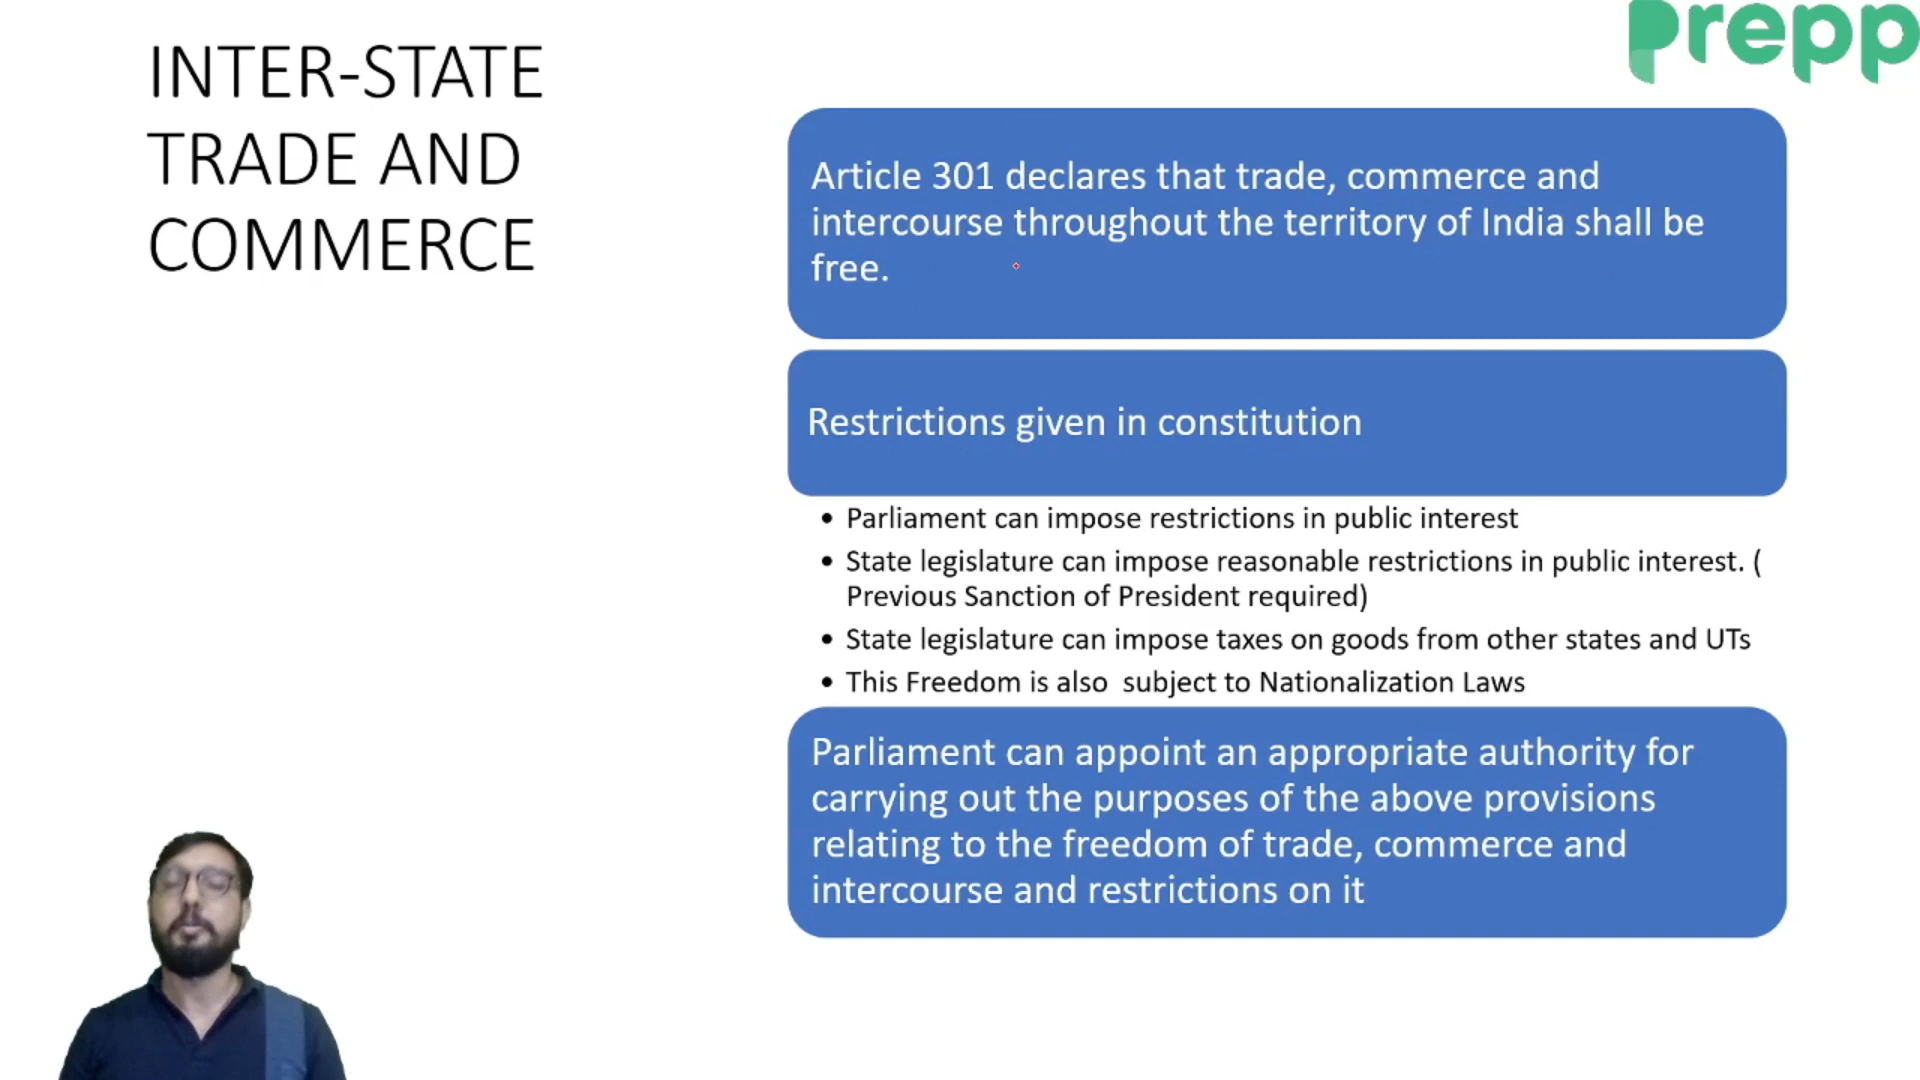 prepp
INTER-STATE
TRADE AND
COMMERCE
Article 301 declares that trade, commerce and
intercourse throughout the territory of India shall be
free.
Restrictions given in constitution
• Parliament can impose restrictions in public interest
• State legislature can impose reasonable restrictions in public interest. (
Previous Sanction of President required)
• State legislature can impose taxes on goods from other states and UTs
• This Freedom is also  subject to Nationalization Laws
Parliament can appoint an appropriate authority for
carrying out the purposes of the above provisions
relating to the freedom of trade, commerce and
intercourse and restrictions on it